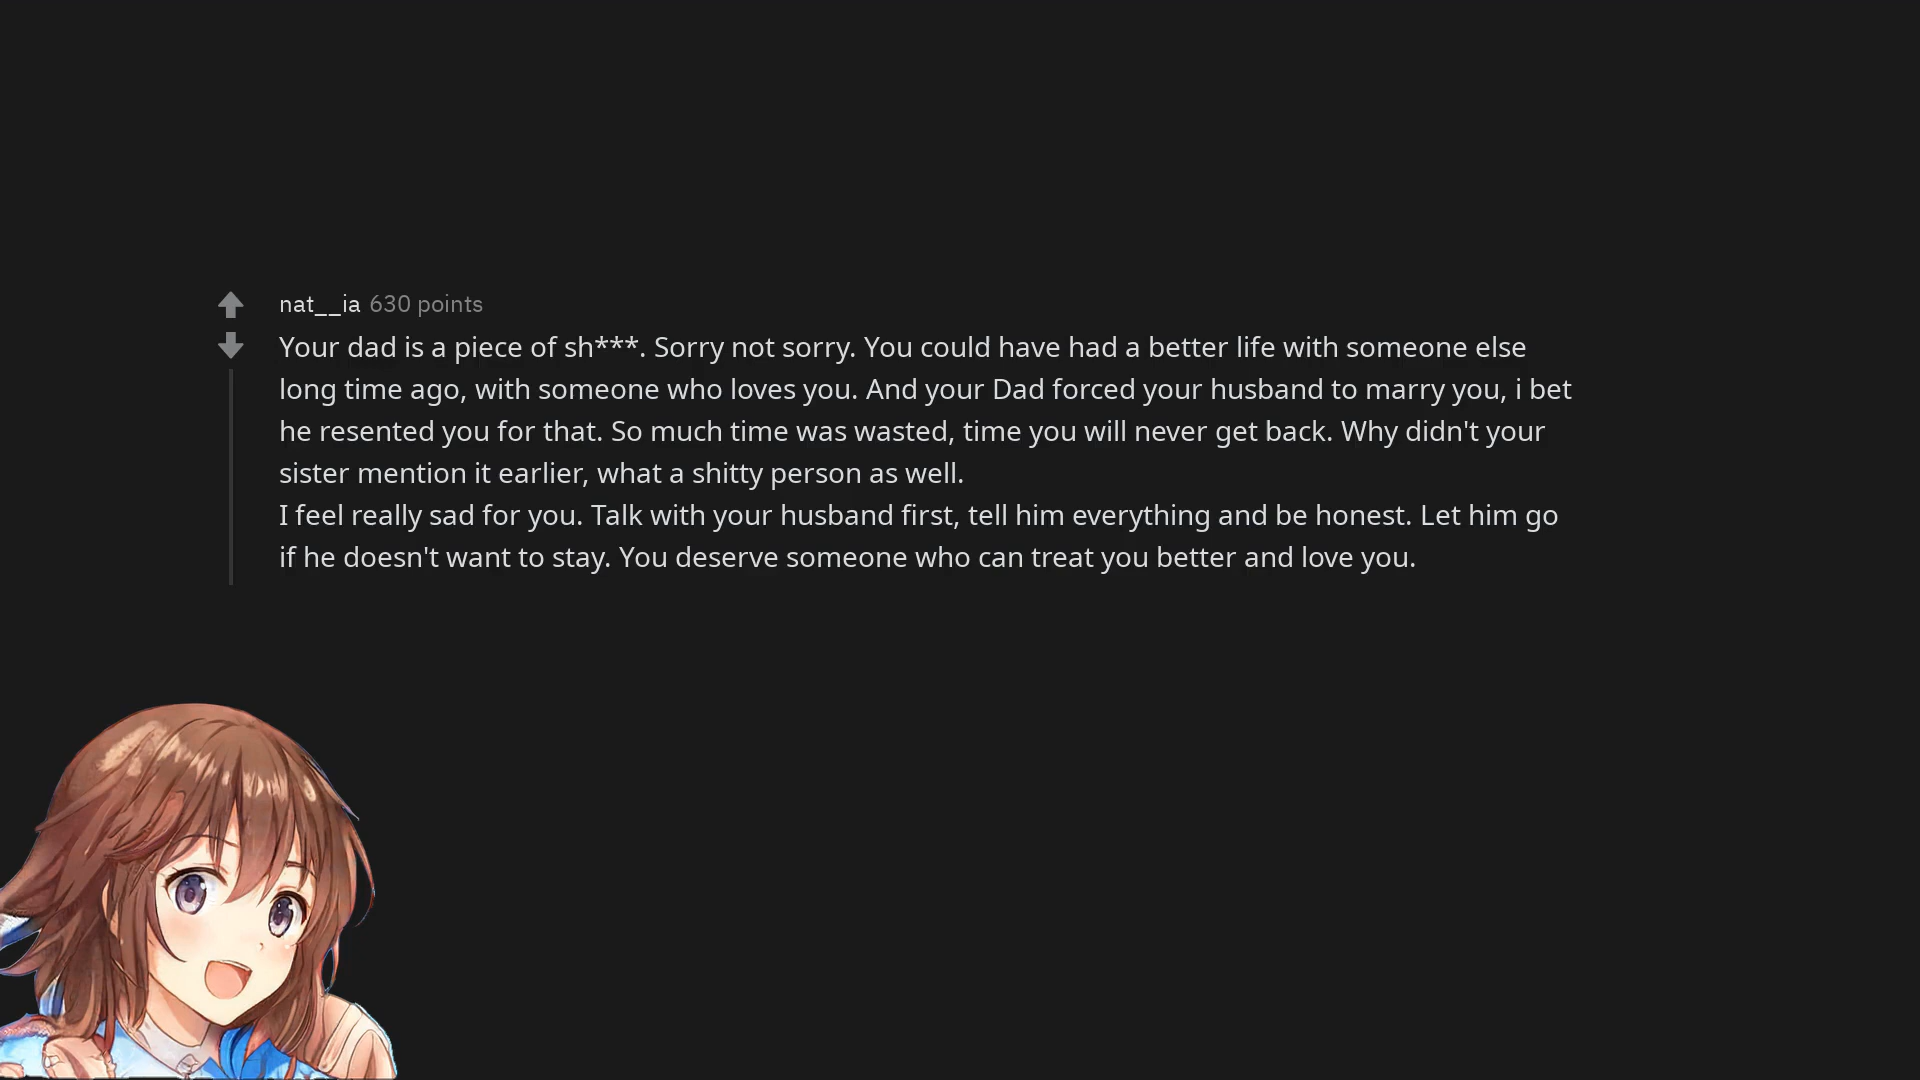 nat__ia 630 points
Your dad is a piece of sh***. Sorry not sorry. You could have had a better life with someone else
long time ago, with someone who loves you. And your Dad forced your husband to marry you, i bet
he resented you for that. So much time was wasted, time you will never get back. Why didn't your
sister mention it earlier, what a shitty person as well.
I feel really sad for you. Talk with your husband first, tell him everything and be honest. Let him go
if he doesn't want to stay. You deserve someone who can treat you better and love you.